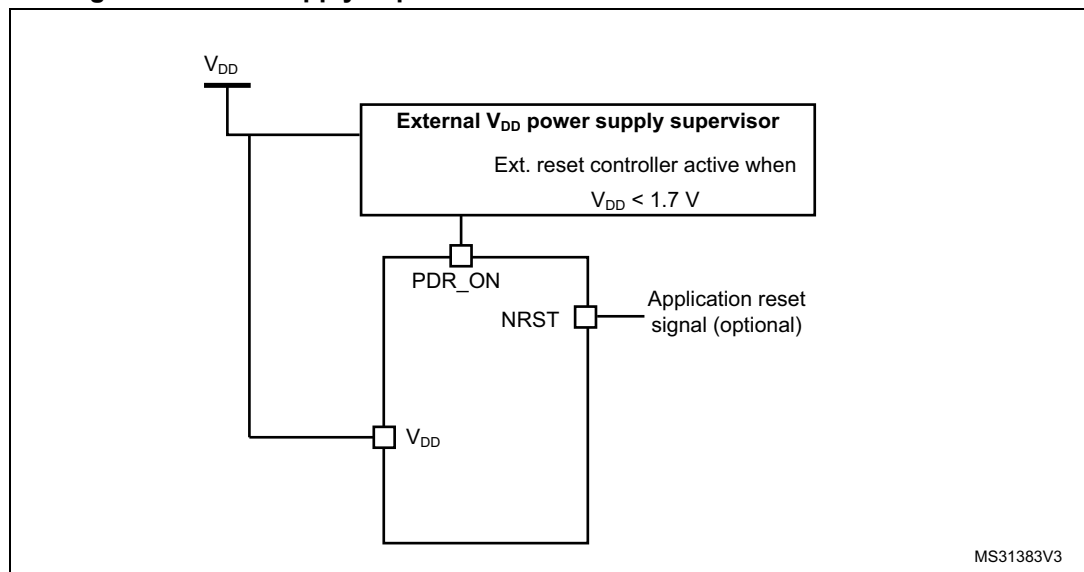 V_DD
External V_DD power supply supervisor
Ext. reset controller active when
V_DD < 1.7 V
PDR_ON
NRST
Application reset
signal (optional)
V_DD
MS31383V3